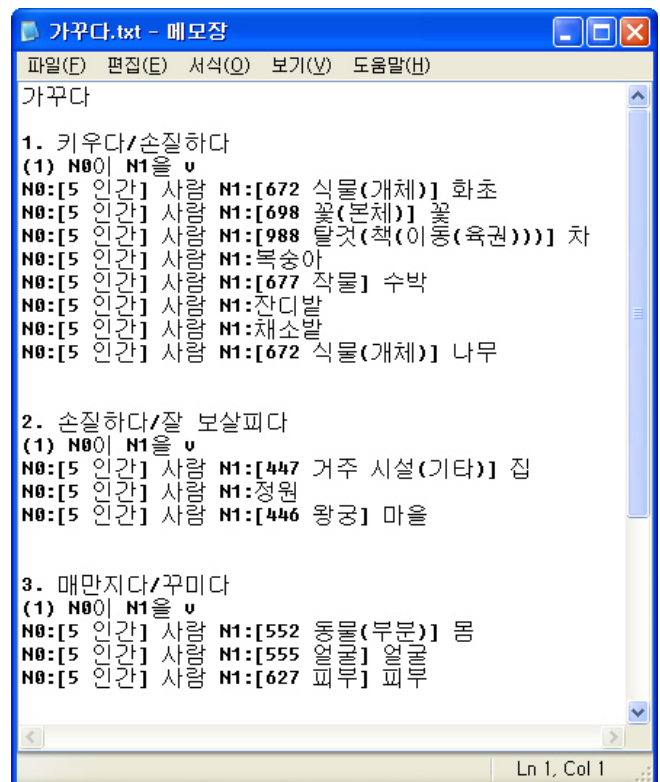 가꾸다.txt - 메모장
파일(F) 편집(E) 서식(O) 보기(V) 도움말(H)
가꾸다
1. 키우다/손질하다
(1) N0이 N1을 v
N0:[5 인간] 사람 N1:[672 식물(개체)] 화초
N0:[5 인간] 사람 N1:[698 꽃(본체)] 꽃
N0:[5 인간] 사람 N1:[988 탈것(책(이동(육권)))] 차
N0:[5 인간] 사람 N1:복숭아
N0:[5 인간] 사람 N1:[677 작물] 수박
N0:[5 인간] 사람 N1:잔디밭
N0:[5 인간] 사람 N1:채소밭
N0:[5 인간] 사람 N1:[672 식물(개체)] 나무
2. 손질하다/잘 보살피다
(1) N0이 N1을 v
N0:[5 인간] 사람 N1:[447 거주 시설(기타)] 집
N0:[5 인간] 사람 N1:정원
N0:[5 인간] 사람 N1:[446 왕궁] 마을
3. 매만지다/꾸미다
(1) N0이 N1을 v
N0:[5 인간] 사람 N1:[552 동물(부분)] 몸
N0:[5 인간] 사람 N1:[555 얼굴] 얼굴
N0:[5 인간] 사람 N1:[627 피부] 피부
Ln 1, Col 1